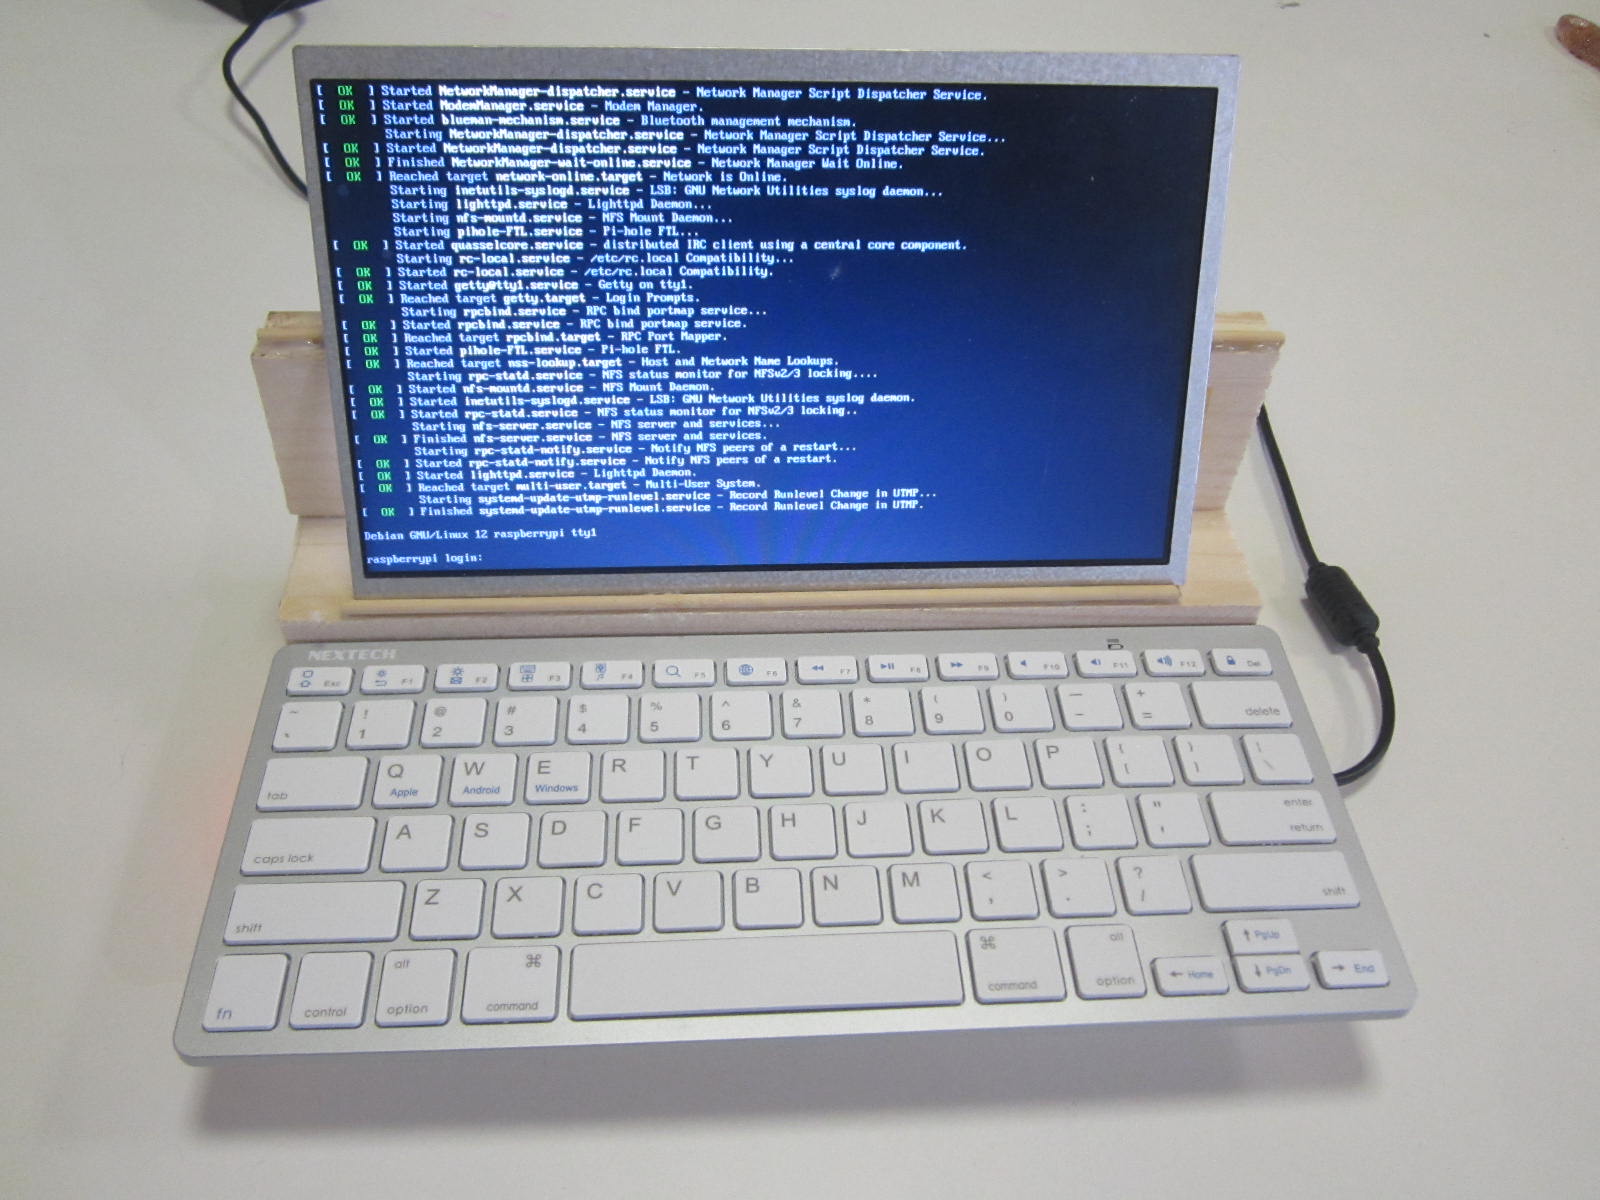 [  OK  ] Started NetworkManager-dispatcher.service - Network Manager Script Dispatcher Service.
[  OK  ] Started ModemManager.service - Modem Manager.
[  OK  ] Started blueman-mechanism.service - Bluetooth management mechanism.
Starting NetworkManager-dispatcher.service - Network Manager Script Dispatcher Service...
[  OK  ] Started NetworkManager-dispatcher.service - Network Manager Script Dispatcher Service.
[  OK  ] Finished NetworkManager-wait-online.service - Network Manager Wait Online.
[  OK  ] Reached target network-online.target - Network is Online.
Starting inetutils-syslogd.service - LSB: GNU Network Utilities syslog daemon...
Starting lighttpd.service - Lighttpd Daemon...
Starting nfs-mountd.service - NFS Mount Daemon...
Starting pihole-FTL.service - Pi-hole FTL...
[  OK  ] Started quasselcore.service - distributed IRC client using a central core component.
Starting rc-local.service - /etc/rc.local Compatibility...
[  OK  ] Started rc-local.service - /etc/rc.local Compatibility.
[  OK  ] Started getty@tty1.service - Getty on tty1.
[  OK  ] Reached target getty.target - Login Prompts.
Starting rpcbind.service - RPC bind portmap service...
[  OK  ] Started rpcbind.service - RPC bind portmap service.
[  OK  ] Reached target rpcbind.target - RPC Port Mapper.
[  OK  ] Started pihole-FTL.service - Pi-hole FTL.
[  OK  ] Reached target nss-lookup.target - Host and Network Name Lookups.
Starting rpc-statd.service - NFS status monitor for NFSv2/3 locking....
[  OK  ] Started nfs-mountd.service - NFS Mount Daemon.
[  OK  ] Started inetutils-syslogd.service - LSB: GNU Network Utilities syslog daemon.
[  OK  ] Started rpc-statd.service - NFS status monitor for NFSv2/3 locking..
Starting nfs-server.service - NFS server and services...
[  OK  ] Finished nfs-server.service - NFS server and services.
Starting rpc-statd-notify.service - Notify NFS peers of a restart...
[  OK  ] Started rpc-statd-notify.service - Notify NFS peers of a restart.
[  OK  ] Started lighttpd.service - Lighttpd Daemon.
[  OK  ] Reached target multi-user.target - Multi-User System.
Starting systemd-update-utmp-runlevel.service - Record Runlevel Change in UTMP...
[  OK  ] Finished systemd-update-utmp-runlevel.service - Record Runlevel Change in UTMP.
Debian GNU/Linux 12 raspberrypi tty1
raspberrypi login:
NEXTECH
Esc F1 F2 F3 F4 F5 F6 F7 F8 F9 F10 F11 F12 Del
~ ! @ # $ % ^ & * ( ) — +
` 1 2 3 4 5 6 7 8 9 0 - = delete
tab Q W E R T Y U I O P { } |
Apple Android Windows [ ] \
caps lock A S D F G H J K L : " enter
; ' return
shift Z X C V B N M < > ? shift
, . /
alt ⌘ ⌘ alt ↑ PgUp
fn control option command command option ← Home ↓ PgDn → End